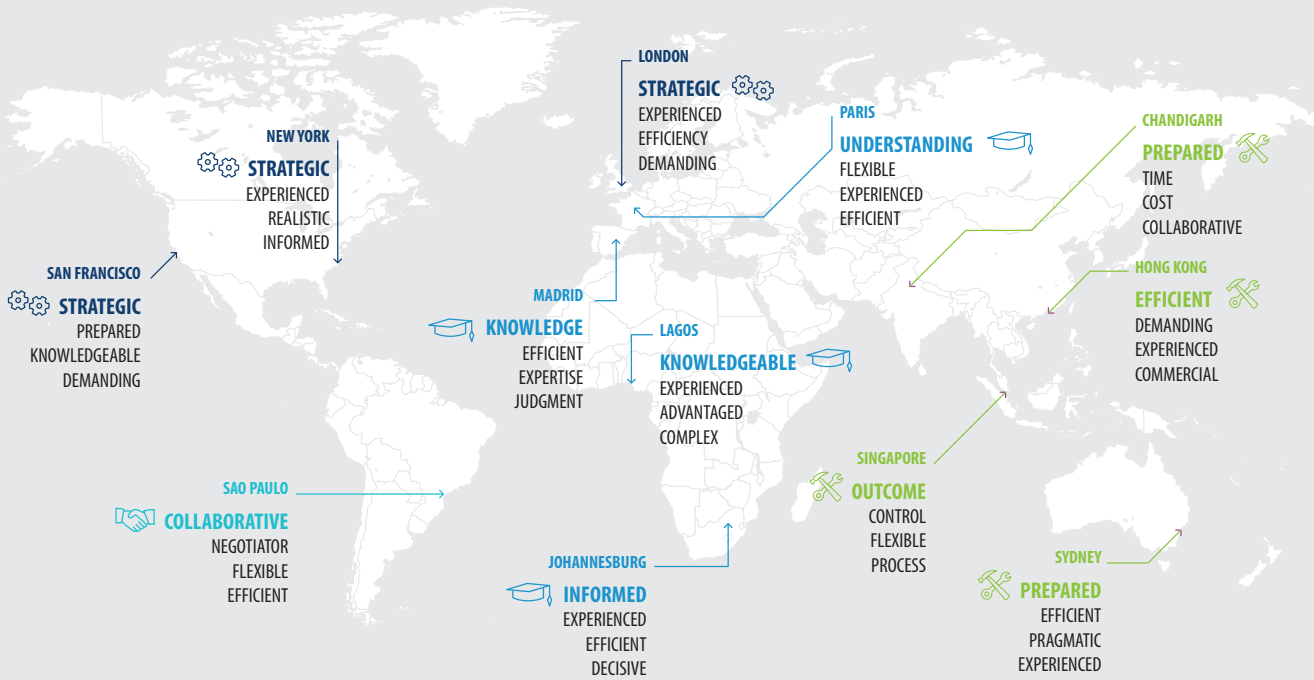 LONDON
STRATEGIC
EXPERIENCED
EFFICIENCY
DEMANDING
PARIS
UNDERSTANDING
FLEXIBLE
EXPERIENCED
EFFICIENT
CHANDIGARH
PREPARED
TIME
COST
COLLABORATIVE
NEW YORK
STRATEGIC
EXPERIENCED
REALISTIC
INFORMED
SAN FRANCISCO
STRATEGIC
PREPARED
KNOWLEDGEABLE
DEMANDING
MADRID
KNOWLEDGE
EFFICIENT
EXPERTISE
JUDGMENT
LAGOS
KNOWLEDGEABLE
EXPERIENCED
ADVANTAGED
COMPLEX
HONG KONG
EFFICIENT
DEMANDING
EXPERIENCED
COMMERCIAL
SAO PAULO
COLLABORATIVE
NEGOTIATOR
FLEXIBLE
EFFICIENT
JOHANNESBURG
INFORMED
EXPERIENCED
EFFICIENT
DECISIVE
SINGAPORE
OUTCOME
CONTROL
FLEXIBLE
PROCESS
SYDNEY
PREPARED
EFFICIENT
PRAGMATIC
EXPERIENCED